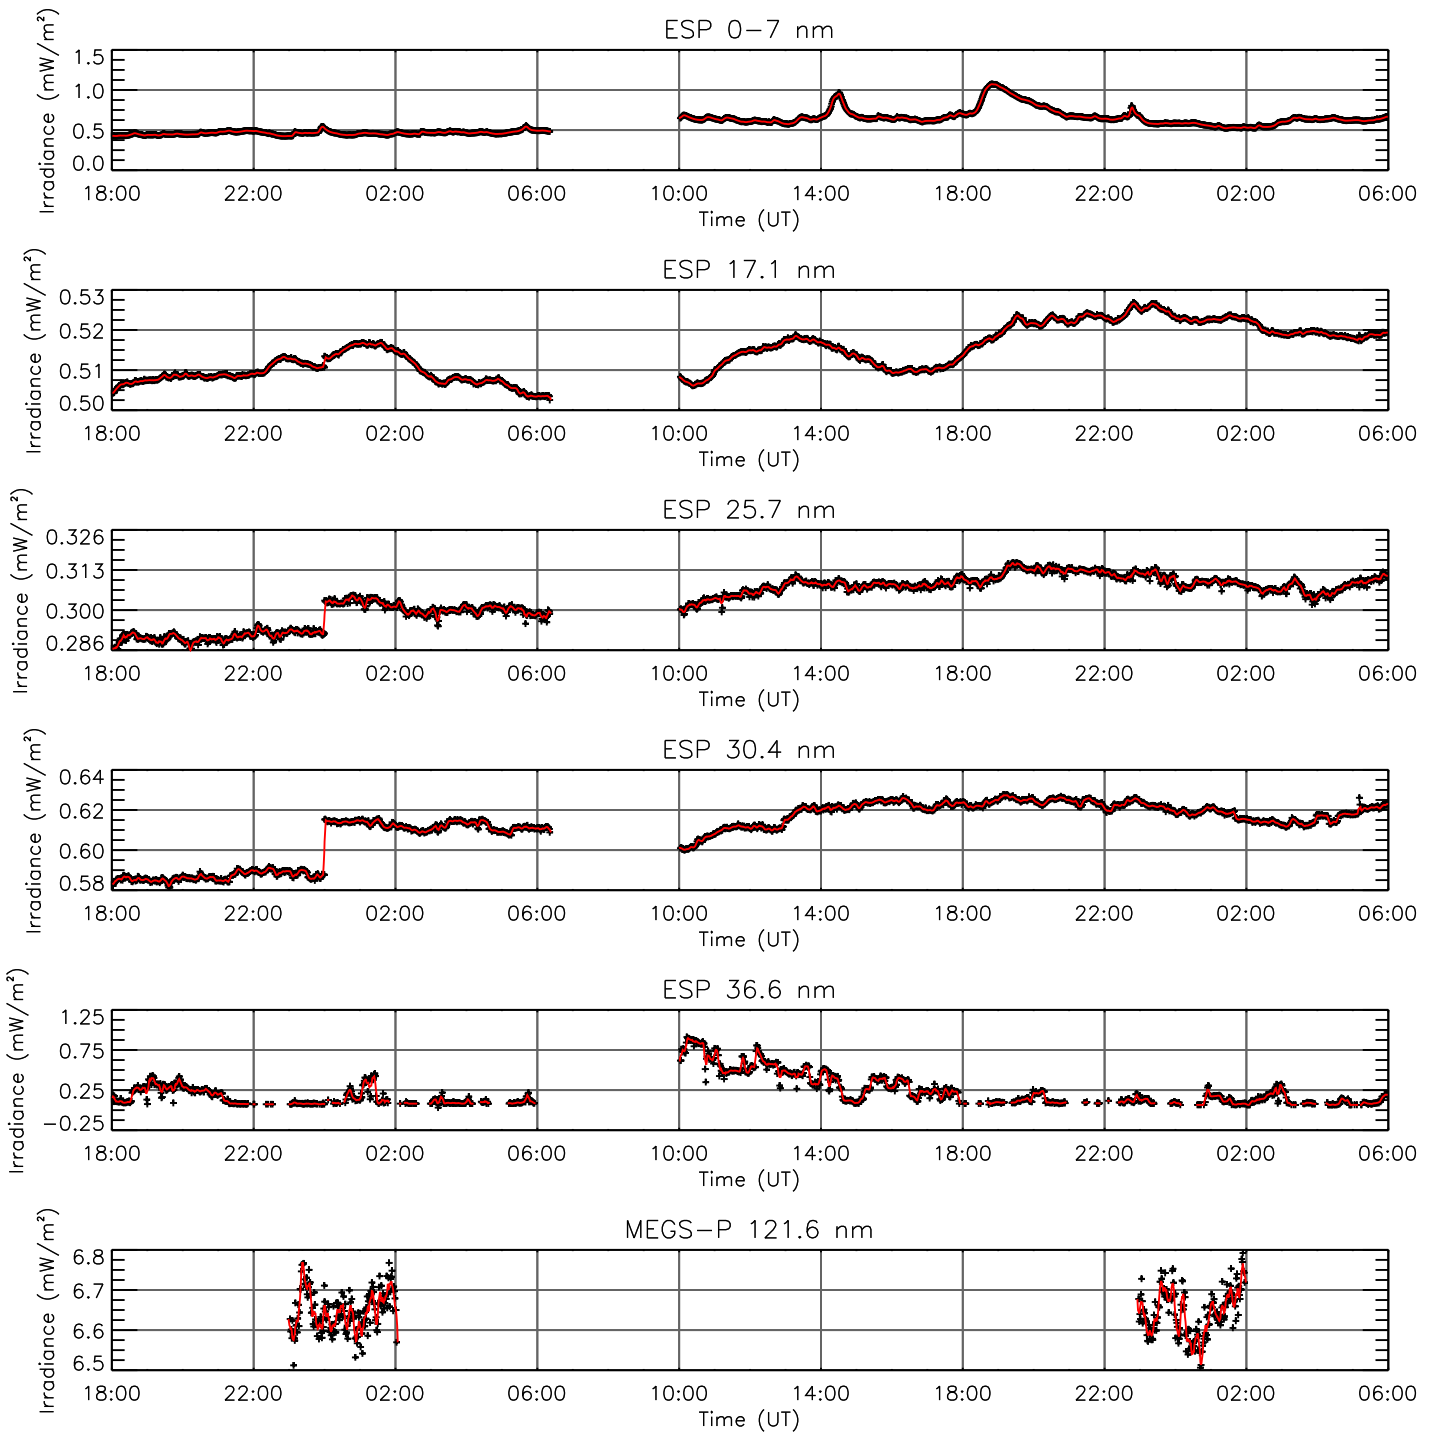 ESP 0-7 nm
Irradiance (mW/m²)
1.5
1.0
0.5
0.0
18:00 22:00 02:00 06:00 10:00 14:00 18:00 22:00 02:00 06:00
Time (UT)
ESP 17.1 nm
Irradiance (mW/m²)
0.53
0.52
0.51
0.50
18:00 22:00 02:00 06:00 10:00 14:00 18:00 22:00 02:00 06:00
Time (UT)
ESP 25.7 nm
Irradiance (mW/m²)
0.326
0.313
0.300
0.286
18:00 22:00 02:00 06:00 10:00 14:00 18:00 22:00 02:00 06:00
Time (UT)
ESP 30.4 nm
Irradiance (mW/m²)
0.64
0.62
0.60
0.58
18:00 22:00 02:00 06:00 10:00 14:00 18:00 22:00 02:00 06:00
Time (UT)
ESP 36.6 nm
Irradiance (mW/m²)
1.25
0.75
0.25
-0.25
18:00 22:00 02:00 06:00 10:00 14:00 18:00 22:00 02:00 06:00
Time (UT)
MEGS-P 121.6 nm
Irradiance (mW/m²)
6.8
6.7
6.6
6.5
18:00 22:00 02:00 06:00 10:00 14:00 18:00 22:00 02:00 06:00
Time (UT)